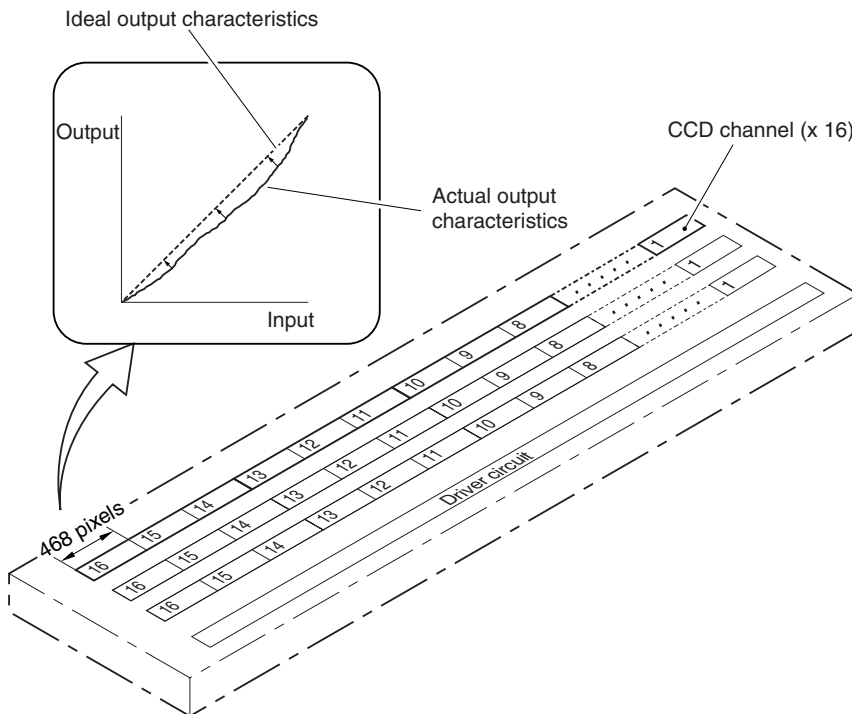 Ideal output characteristics
Output
Input
Actual output
characteristics
CCD channel (x 16)
468 pixels
16 15 14 13 12 11 10 9 8 1
16 15 14 13 12 11 10 9 8 1
16 15 14 13 12 11 10 9 8 1
Driver circuit